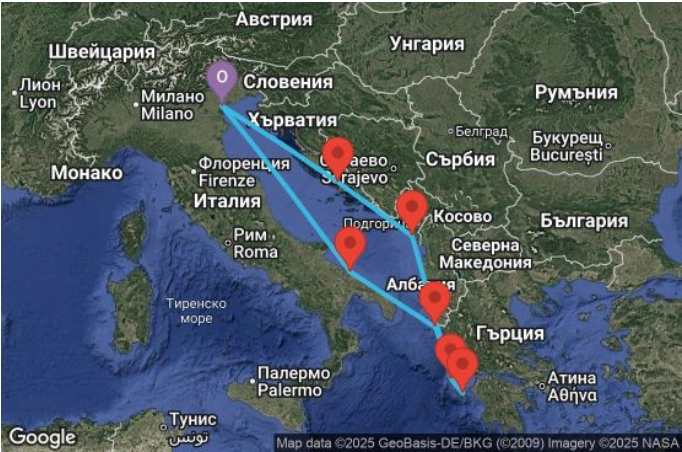 Австрия
Унгария
Швейцария
Словения
Лион
Lyon
Милано
Milano
Румъния
Хърватия
Белград
Букурещ
București
Сърбия
Монако
Флоренция
Firenze
Sarajevo
Италия
Подгорица
Косово
България
Рим
Roma
Северна
Македония
Албания
Тиренско
море
Гърция
Палермо
Palermo
Атина
Αθήνα
Тунис
تونس
Google
Map data ©2025 GeoBasis-DE/BKG (©2009) Imagery ©2025 NASA
O